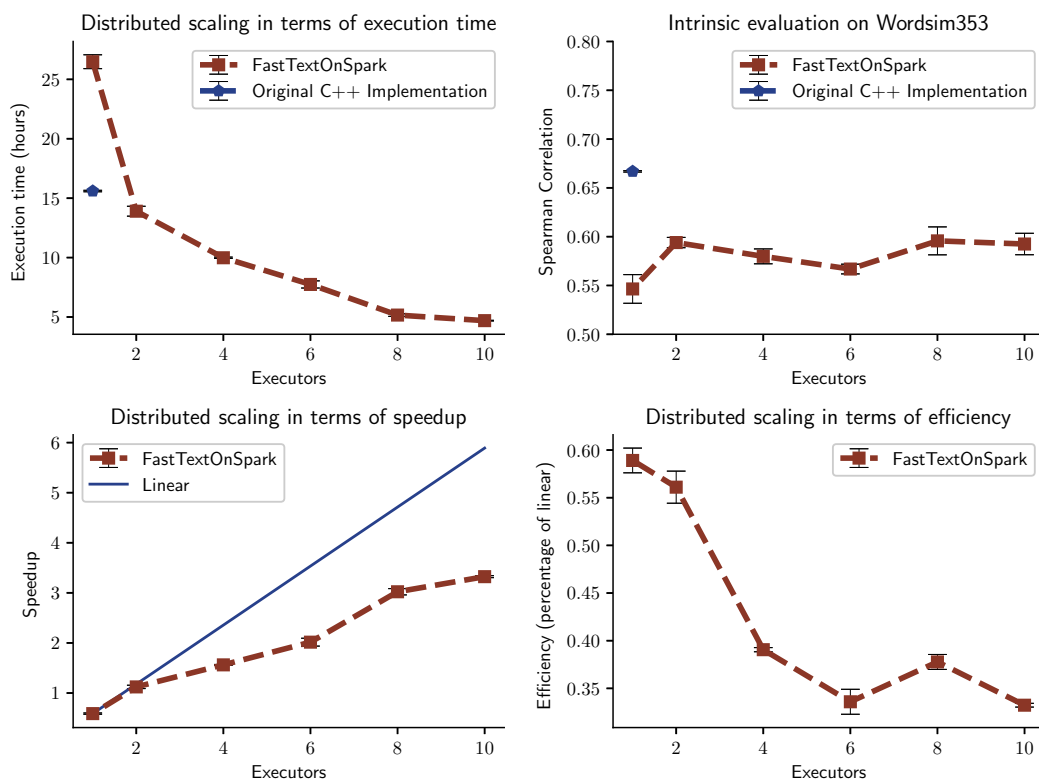 Distributed scaling in terms of execution time
25
20
15
10
5
Execution time (hours)
FastTextOnSpark
Original C++ Implementation
2 4 6 8 10
Executors
Intrinsic evaluation on Wordsim353
0.80
0.75
0.70
0.65
0.60
0.55
0.50
Spearman Correlation
FastTextOnSpark
Original C++ Implementation
2 4 6 8 10
Executors
Distributed scaling in terms of speedup
6
5
4
3
2
1
Speedup
FastTextOnSpark
Linear
2 4 6 8 10
Executors
Distributed scaling in terms of efficiency
0.60
0.55
0.50
0.45
0.40
0.35
Efficiency (percentage of linear)
FastTextOnSpark
2 4 6 8 10
Executors